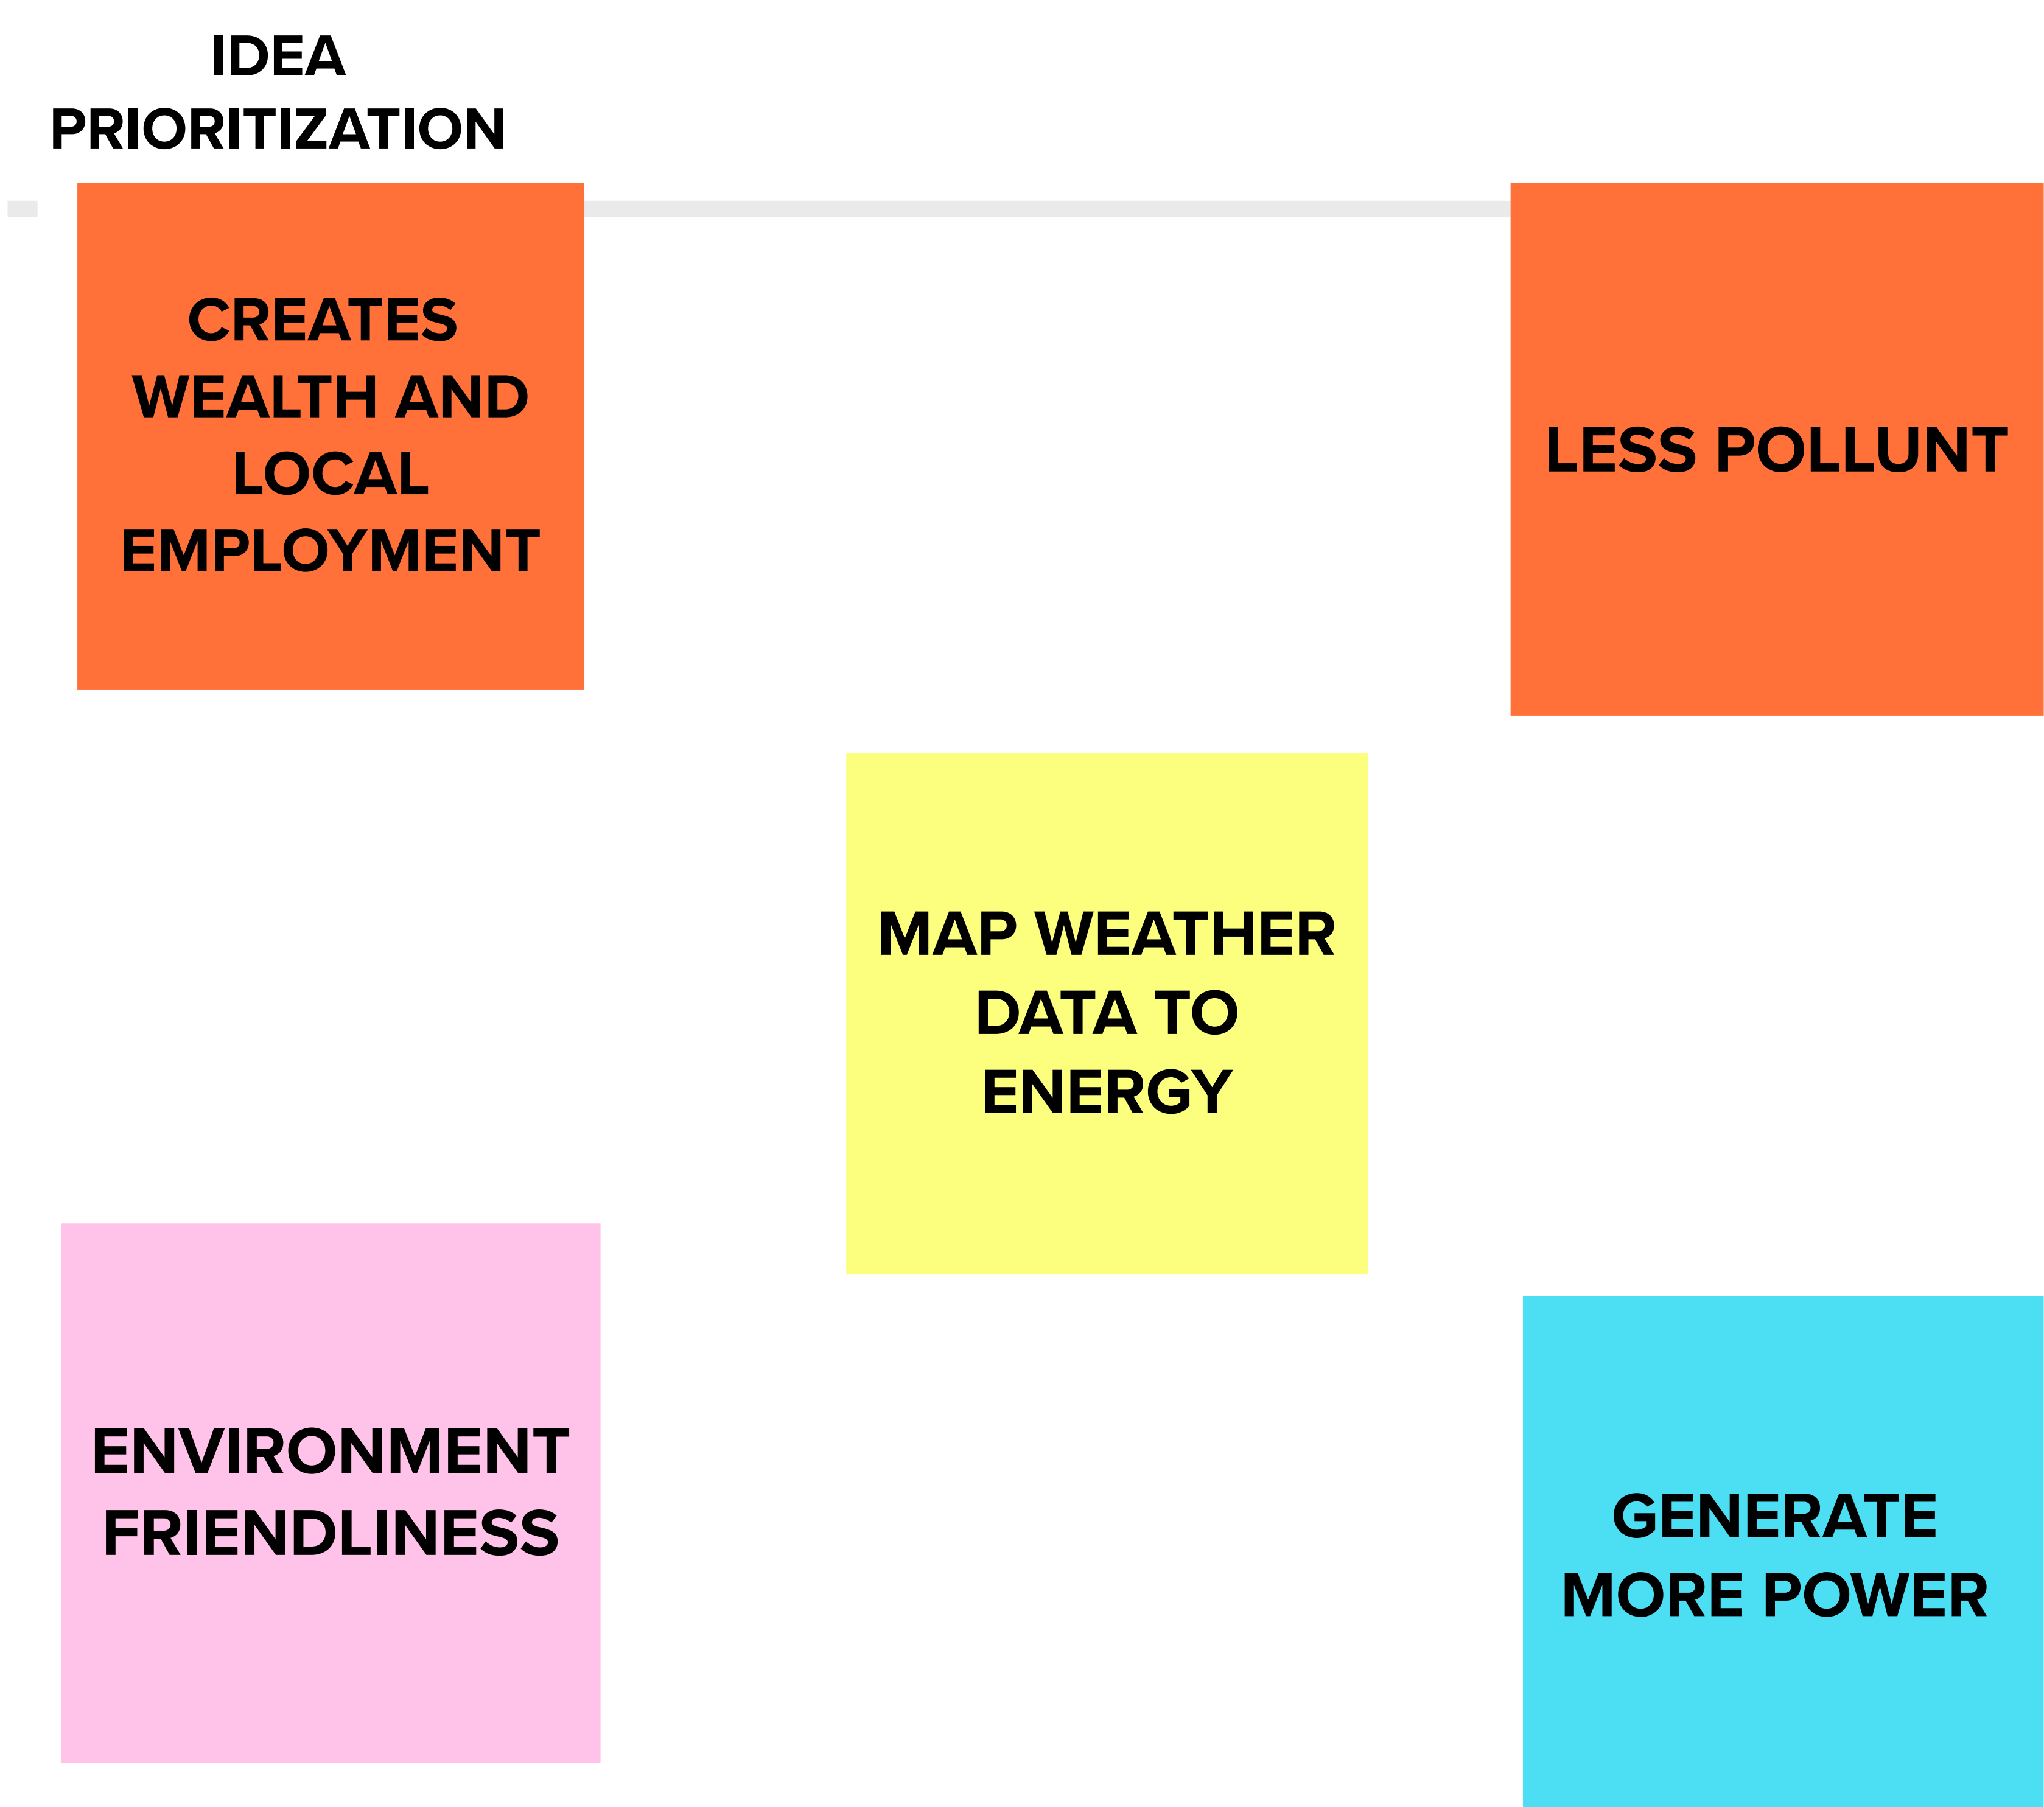 IDEA
PRIORITIZATION
CREATES
WEALTH AND
LOCAL
EMPLOYMENT
LESS POLLUNT
MAP WEATHER
DATA TO
ENERGY
ENVIRONMENT
FRIENDLINESS
GENERATE
MORE POWER